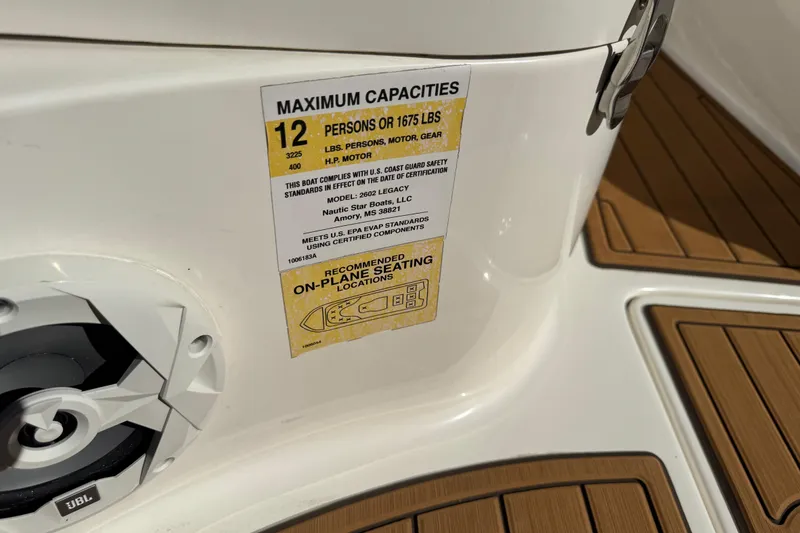 MAXIMUM CAPACITIES
12 PERSONS OR 1675 LBS
3225 LBS. PERSONS, MOTOR, GEAR
400 H.P. MOTOR
THIS BOAT COMPLIES WITH U.S. COAST GUARD SAFETY
STANDARDS IN EFFECT ON THE DATE OF CERTIFICATION
MODEL: 2602 LEGACY
Nautic Star Boats, LLC
Amory, MS 38821
MEETS U.S. EPA EVAP STANDARDS
USING CERTIFIED COMPONENTS
1006183A
RECOMMENDED
ON-PLANE SEATING
LOCATIONS
JBL